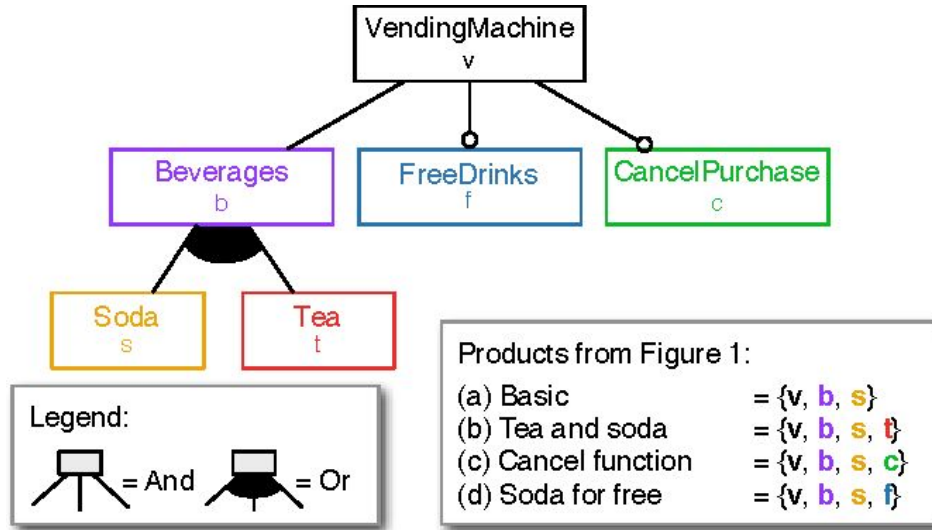 VendingMachine
v
Beverages
b
FreeDrinks
f
CancelPurchase
c
Soda
s
Tea
t
Legend:
= And
= Or
Products from Figure 1:
(a) Basic = {v, b, s}
(b) Tea and soda = {v, b, s, t}
(c) Cancel function = {v, b, s, c}
(d) Soda for free = {v, b, s, f}